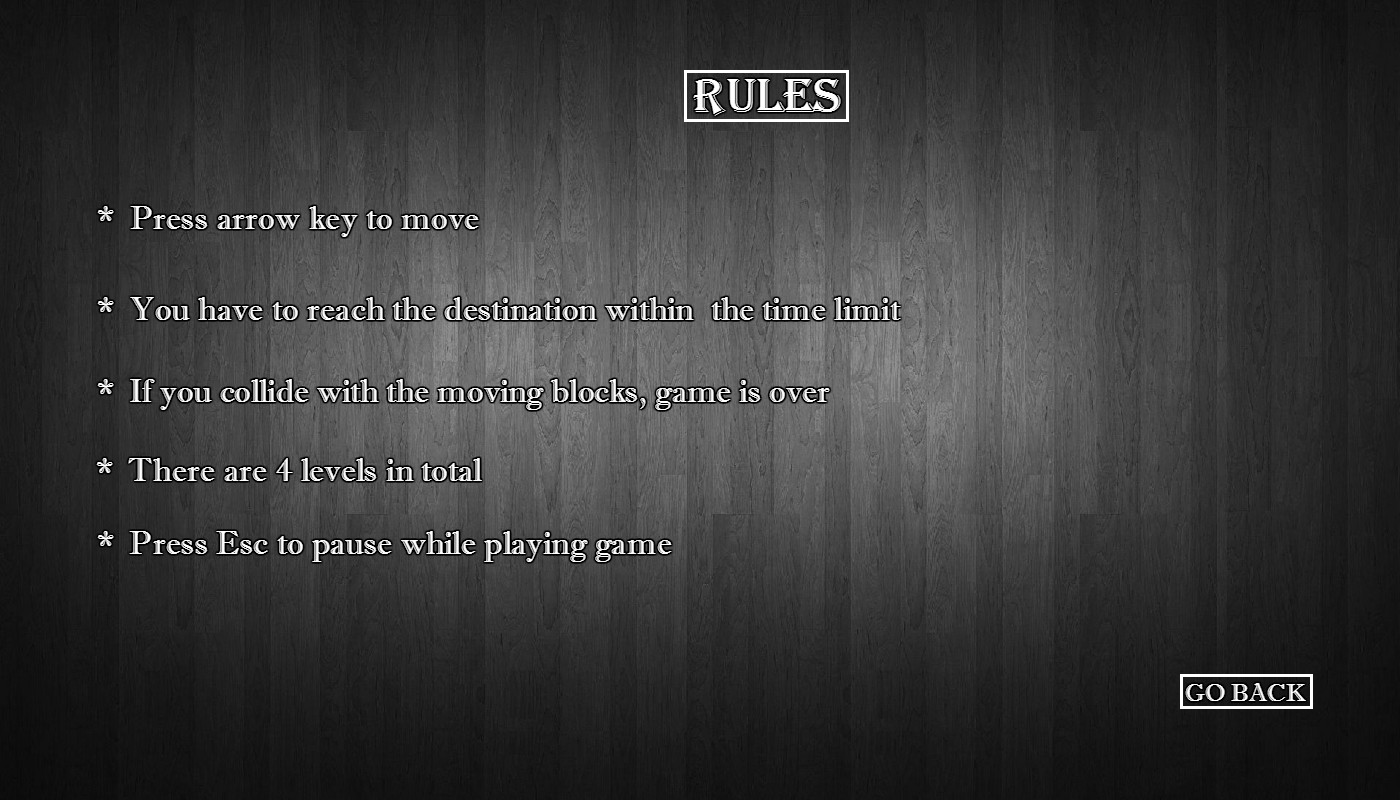 RULES
* Press arrow key to move
* You have to reach the destination within  the time limit
* If you collide with the moving blocks, game is over
* There are 4 levels in total
* Press Esc to pause while playing game
GO BACK